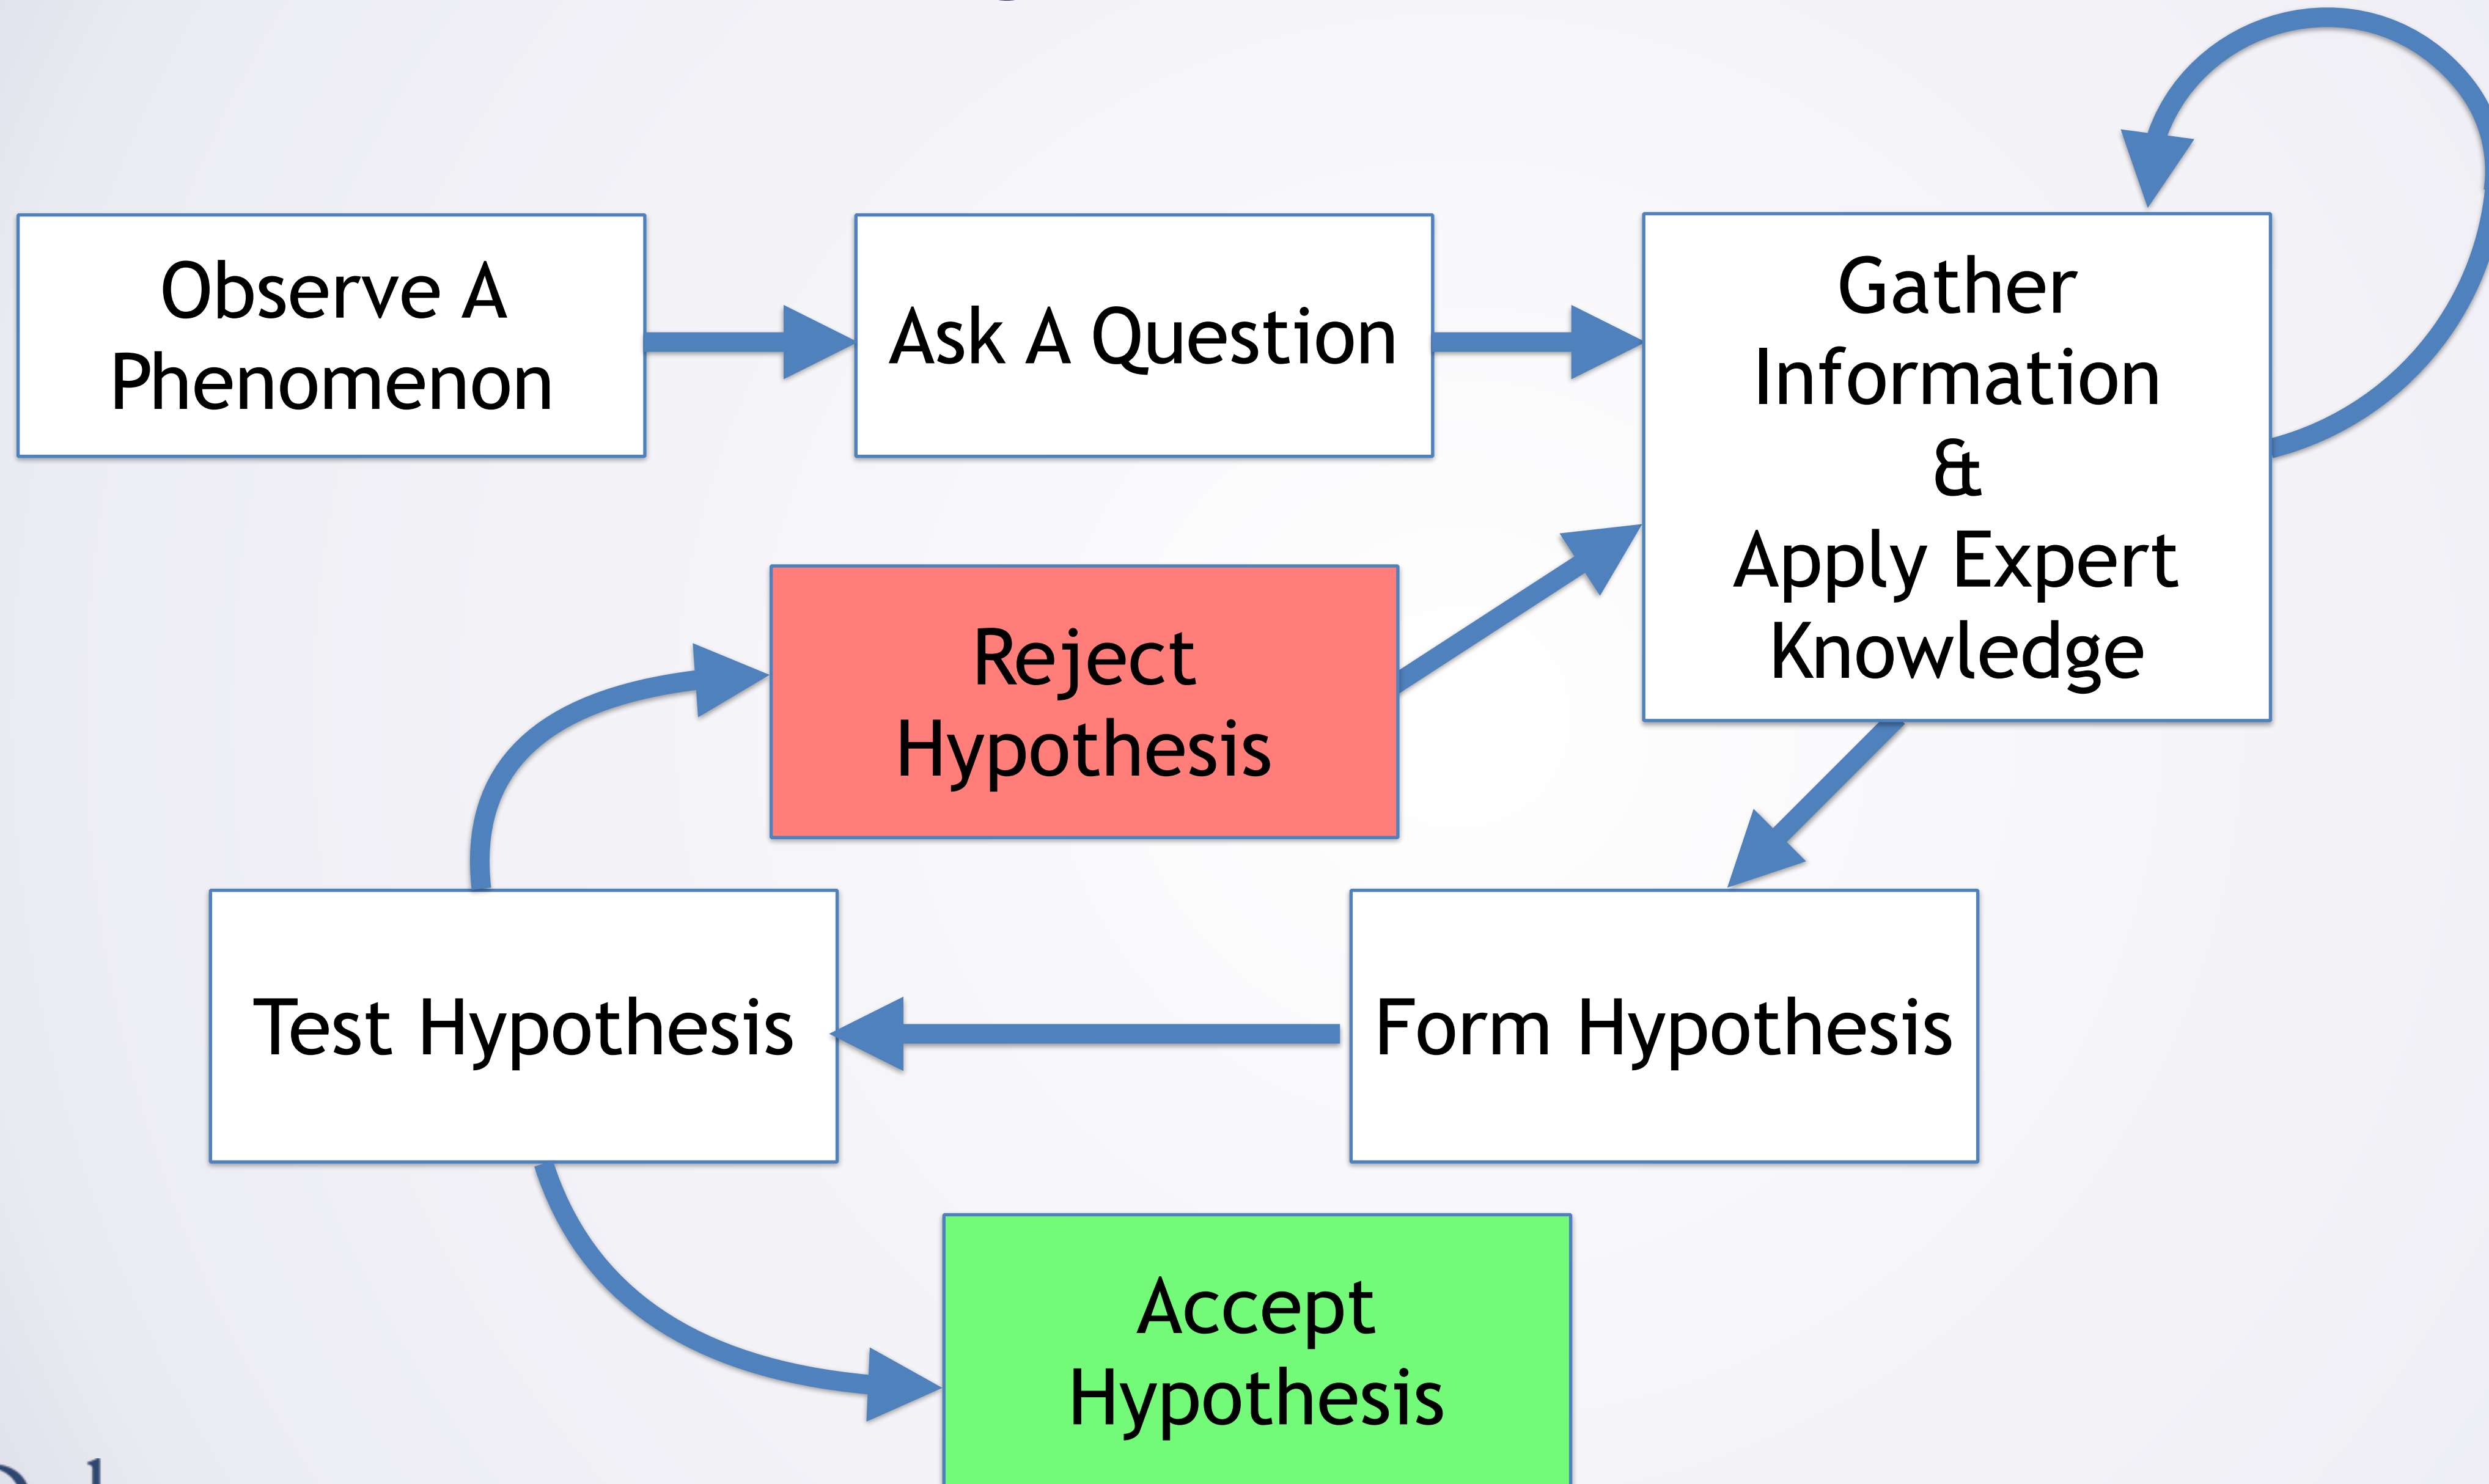 Observe A
Phenomenon
Ask A Question
Gather
Information
&
Apply Expert
Knowledge
Reject
Hypothesis
Test Hypothesis
Form Hypothesis
Accept
Hypothesis